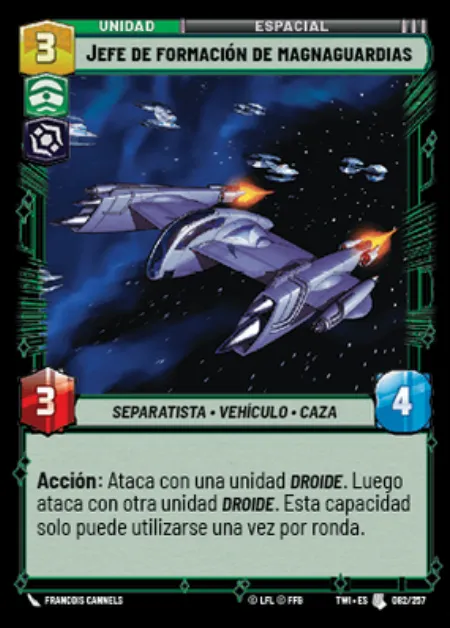 UNIDAD ESPACIAL
3 JEFE DE FORMACIÓN DE MAGNAGUARDIAS
3 4
SEPARATISTA • VEHÍCULO • CAZA
Acción: Ataca con una unidad DROIDE. Luego
ataca con otra unidad DROIDE. Esta capacidad
solo puede utilizarse una vez por ronda.
FRANCOIS CANNELS © LFL © FFG TWI • ES 082/257